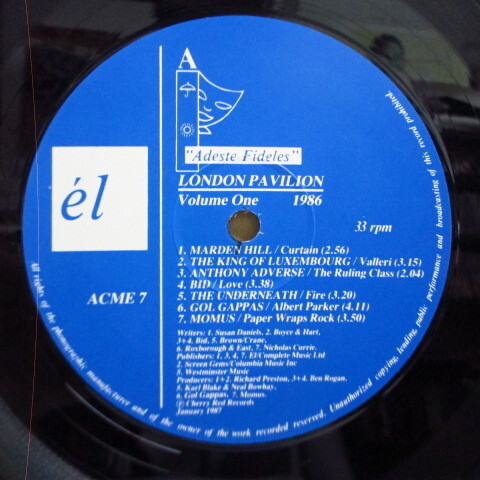 A
"Adeste Fideles"
LONDON PAVILION
Volume One 1986
él
33 rpm
ACME 7
1. MARDEN HILL / Curtain (2.56)
2. THE KING OF LUXEMBOURG / Valleri (3.15)
3. ANTHONY ADVERSE / The Ruling Class (2.04)
4. BID / Love (3.38)
5. THE UNDERNEATH / Fire (3.20)
6. GOL GAPPAS / Albert Parker (4.11)
7. MOMUS / Paper Wraps Rock (3.50)
Writers: 1. Susan Daniels, 2. Boyce & Hart,
3+4. Bid, 5. Brown/Crane,
6. Roxborough & East, 7. Nicholas Currie.
Publishers: 1, 3, 4, 7. El/Complete Music Ltd
2. Screen Gems/Columbia Music Inc
5. Westminster Music
Producers: 1+2. Richard Preston, 3+4. Ben Rogan,
5. Karl Blake & Neal Bowhay,
6. Gol Gappas, 7. Momus.
℗ Cherry Red Records
January 1987
All rights of the phonographic manufacturer and of the owner of the work recorded reserved. Unauthorized copying, lending, public performance and broadcasting of this record prohibited.